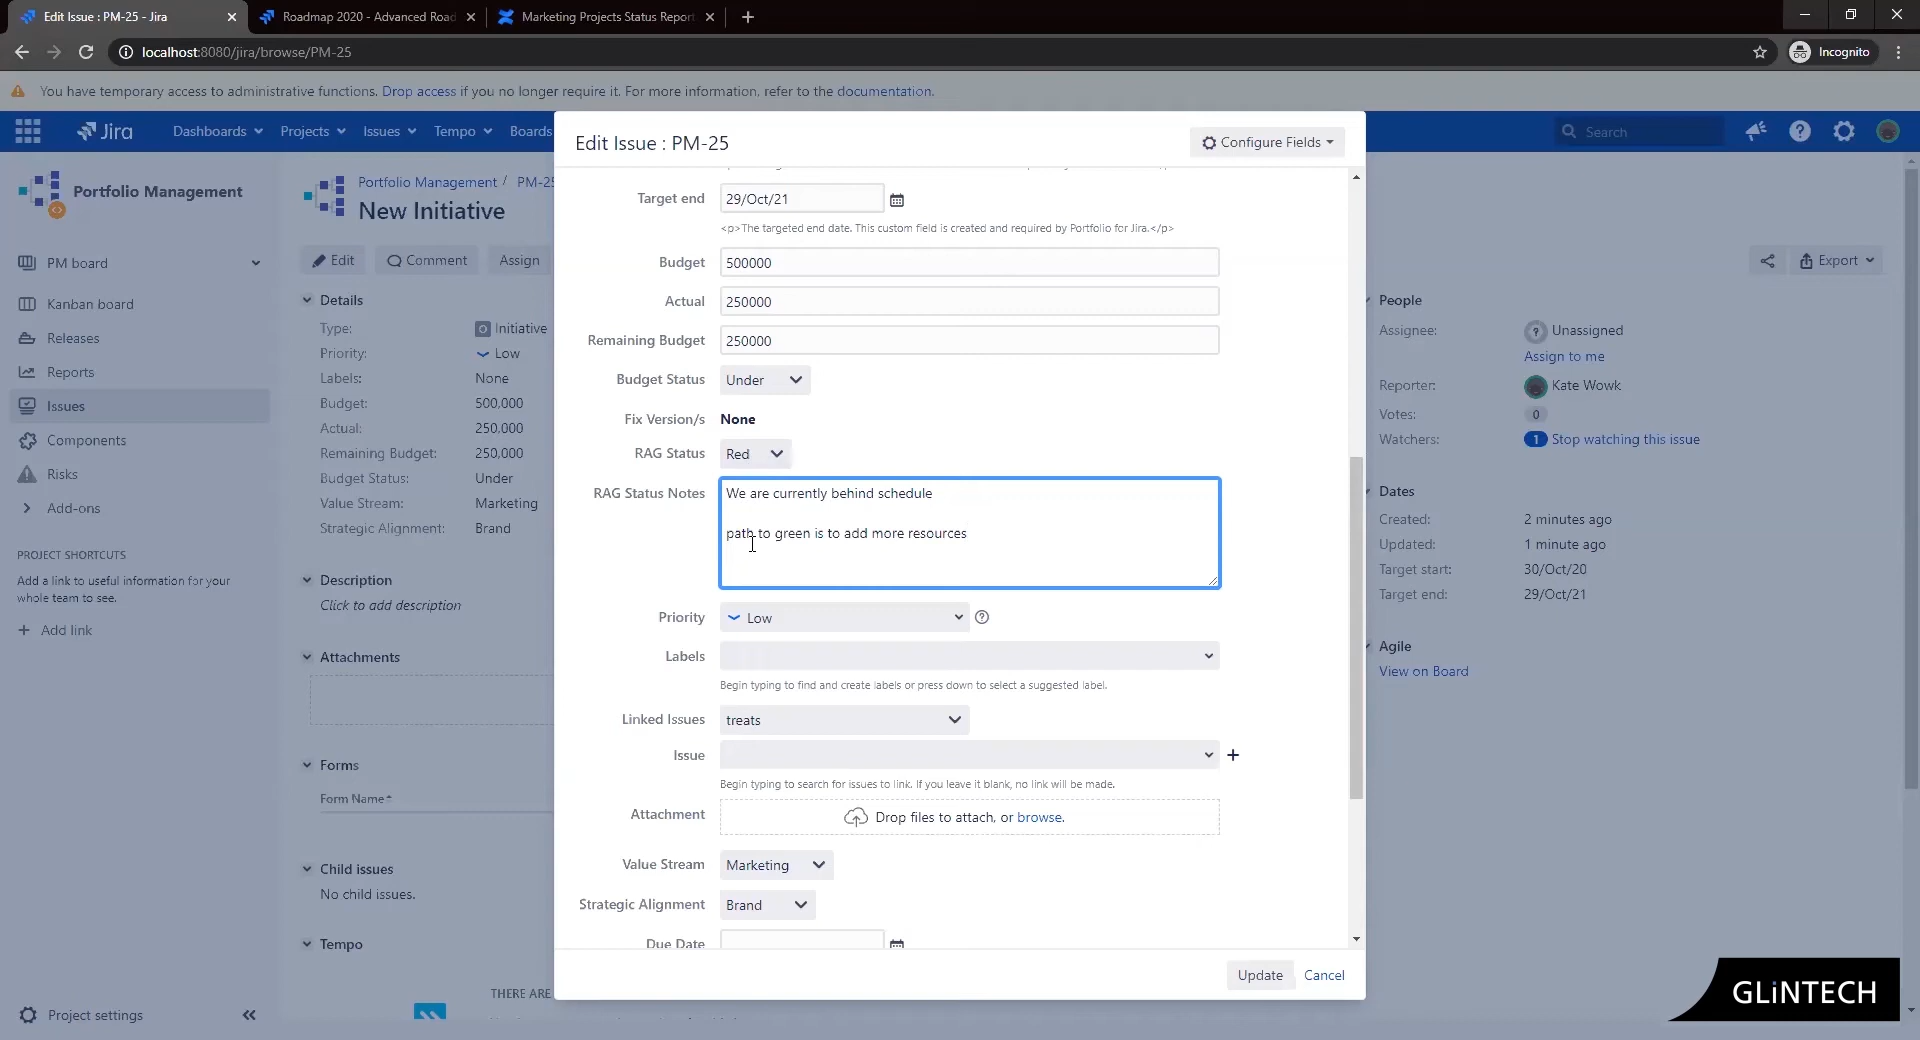 Edit Issue : PM-25 - Jira
Roadmap 2020 - Advanced Road
Marketing Projects Status Report
localhost:8080/jira/browse/PM-25
Incognito
You have temporary access to administrative functions. Drop access if you no longer require it. For more information, refer to the documentation.
Jira
Dashboards
Projects
Issues
Tempo
Boards
Search
Portfolio Management
PM board
Kanban board
Releases
Reports
Issues
Components
Risks
Add-ons
PROJECT SHORTCUTS
Add a link to useful information for your
whole team to see.
Add link
Project settings
Portfolio Management / PM-25
New Initiative
Edit
Comment
Assign
Export
Details
Type: Initiative
Priority: Low
Labels: None
Budget: 500,000
Actual: 250,000
Remaining Budget: 250,000
Budget Status: Under
Value Stream: Marketing
Strategic Alignment: Brand
Description
Click to add description
Attachments
Forms
Form Name
Child issues
No child issues.
Tempo
THERE ARE
Edit Issue : PM-25
Configure Fields
Target end 29/Oct/21
<p>The targeted end date. This custom field is created and required by Portfolio for Jira.</p>
Budget 500000
Actual 250000
Remaining Budget 250000
Budget Status Under
Fix Version/s None
RAG Status Red
RAG Status Notes We are currently behind schedule
path to green is to add more resources
Priority Low
Labels
Begin typing to find and create labels or press down to select a suggested label.
Linked Issues treats
Issue
Begin typing to search for issues to link. If you leave it blank, no link will be made.
Attachment Drop files to attach, or browse.
Value Stream Marketing
Strategic Alignment Brand
Due Date
Update
Cancel
People
Assignee: Unassigned
Assign to me
Reporter: Kate Wowk
Votes: 0
Watchers: 1 Stop watching this issue
Dates
Created: 2 minutes ago
Updated: 1 minute ago
Target start: 30/Oct/20
Target end: 29/Oct/21
Agile
View on Board
GLiNTECH